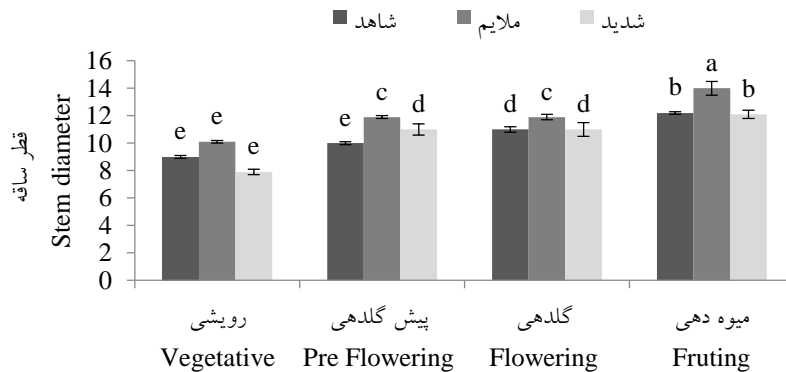 شاهد ملایم شدید
قطر ساقه
Stem diameter
16
14
12
10
8
6
4
2
0
e e e e c d d c d b a b
رویشی پیش گلدهی گلدهی میوه دهی
Vegetative Pre Flowering Flowering Fruting